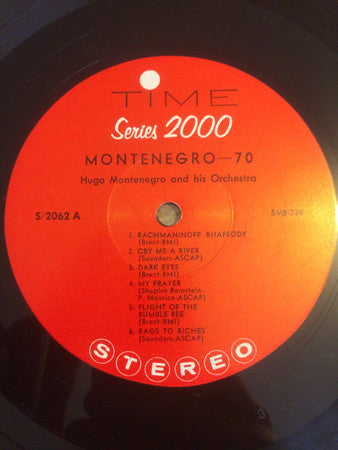 TIME
Series 2000
MONTENEGRO—70
Hugo Montenegro and his Orchestra
S/2062 A
SMB-228
1. RACHMANINOFF RHAPSODY
(Brent-BMI)
2. CRY ME A RIVER
(Saunders-ASCAP)
3. DARK EYES
(Brent-BMI)
4. MY PRAYER
(Shapiro Bernstein-
P. Maurice-ASCAP)
5. FLIGHT OF THE
BUMBLE BEE
(Brent-BMI)
6. RAGS TO RICHES
(Saunders-ASCAP)
STEREO